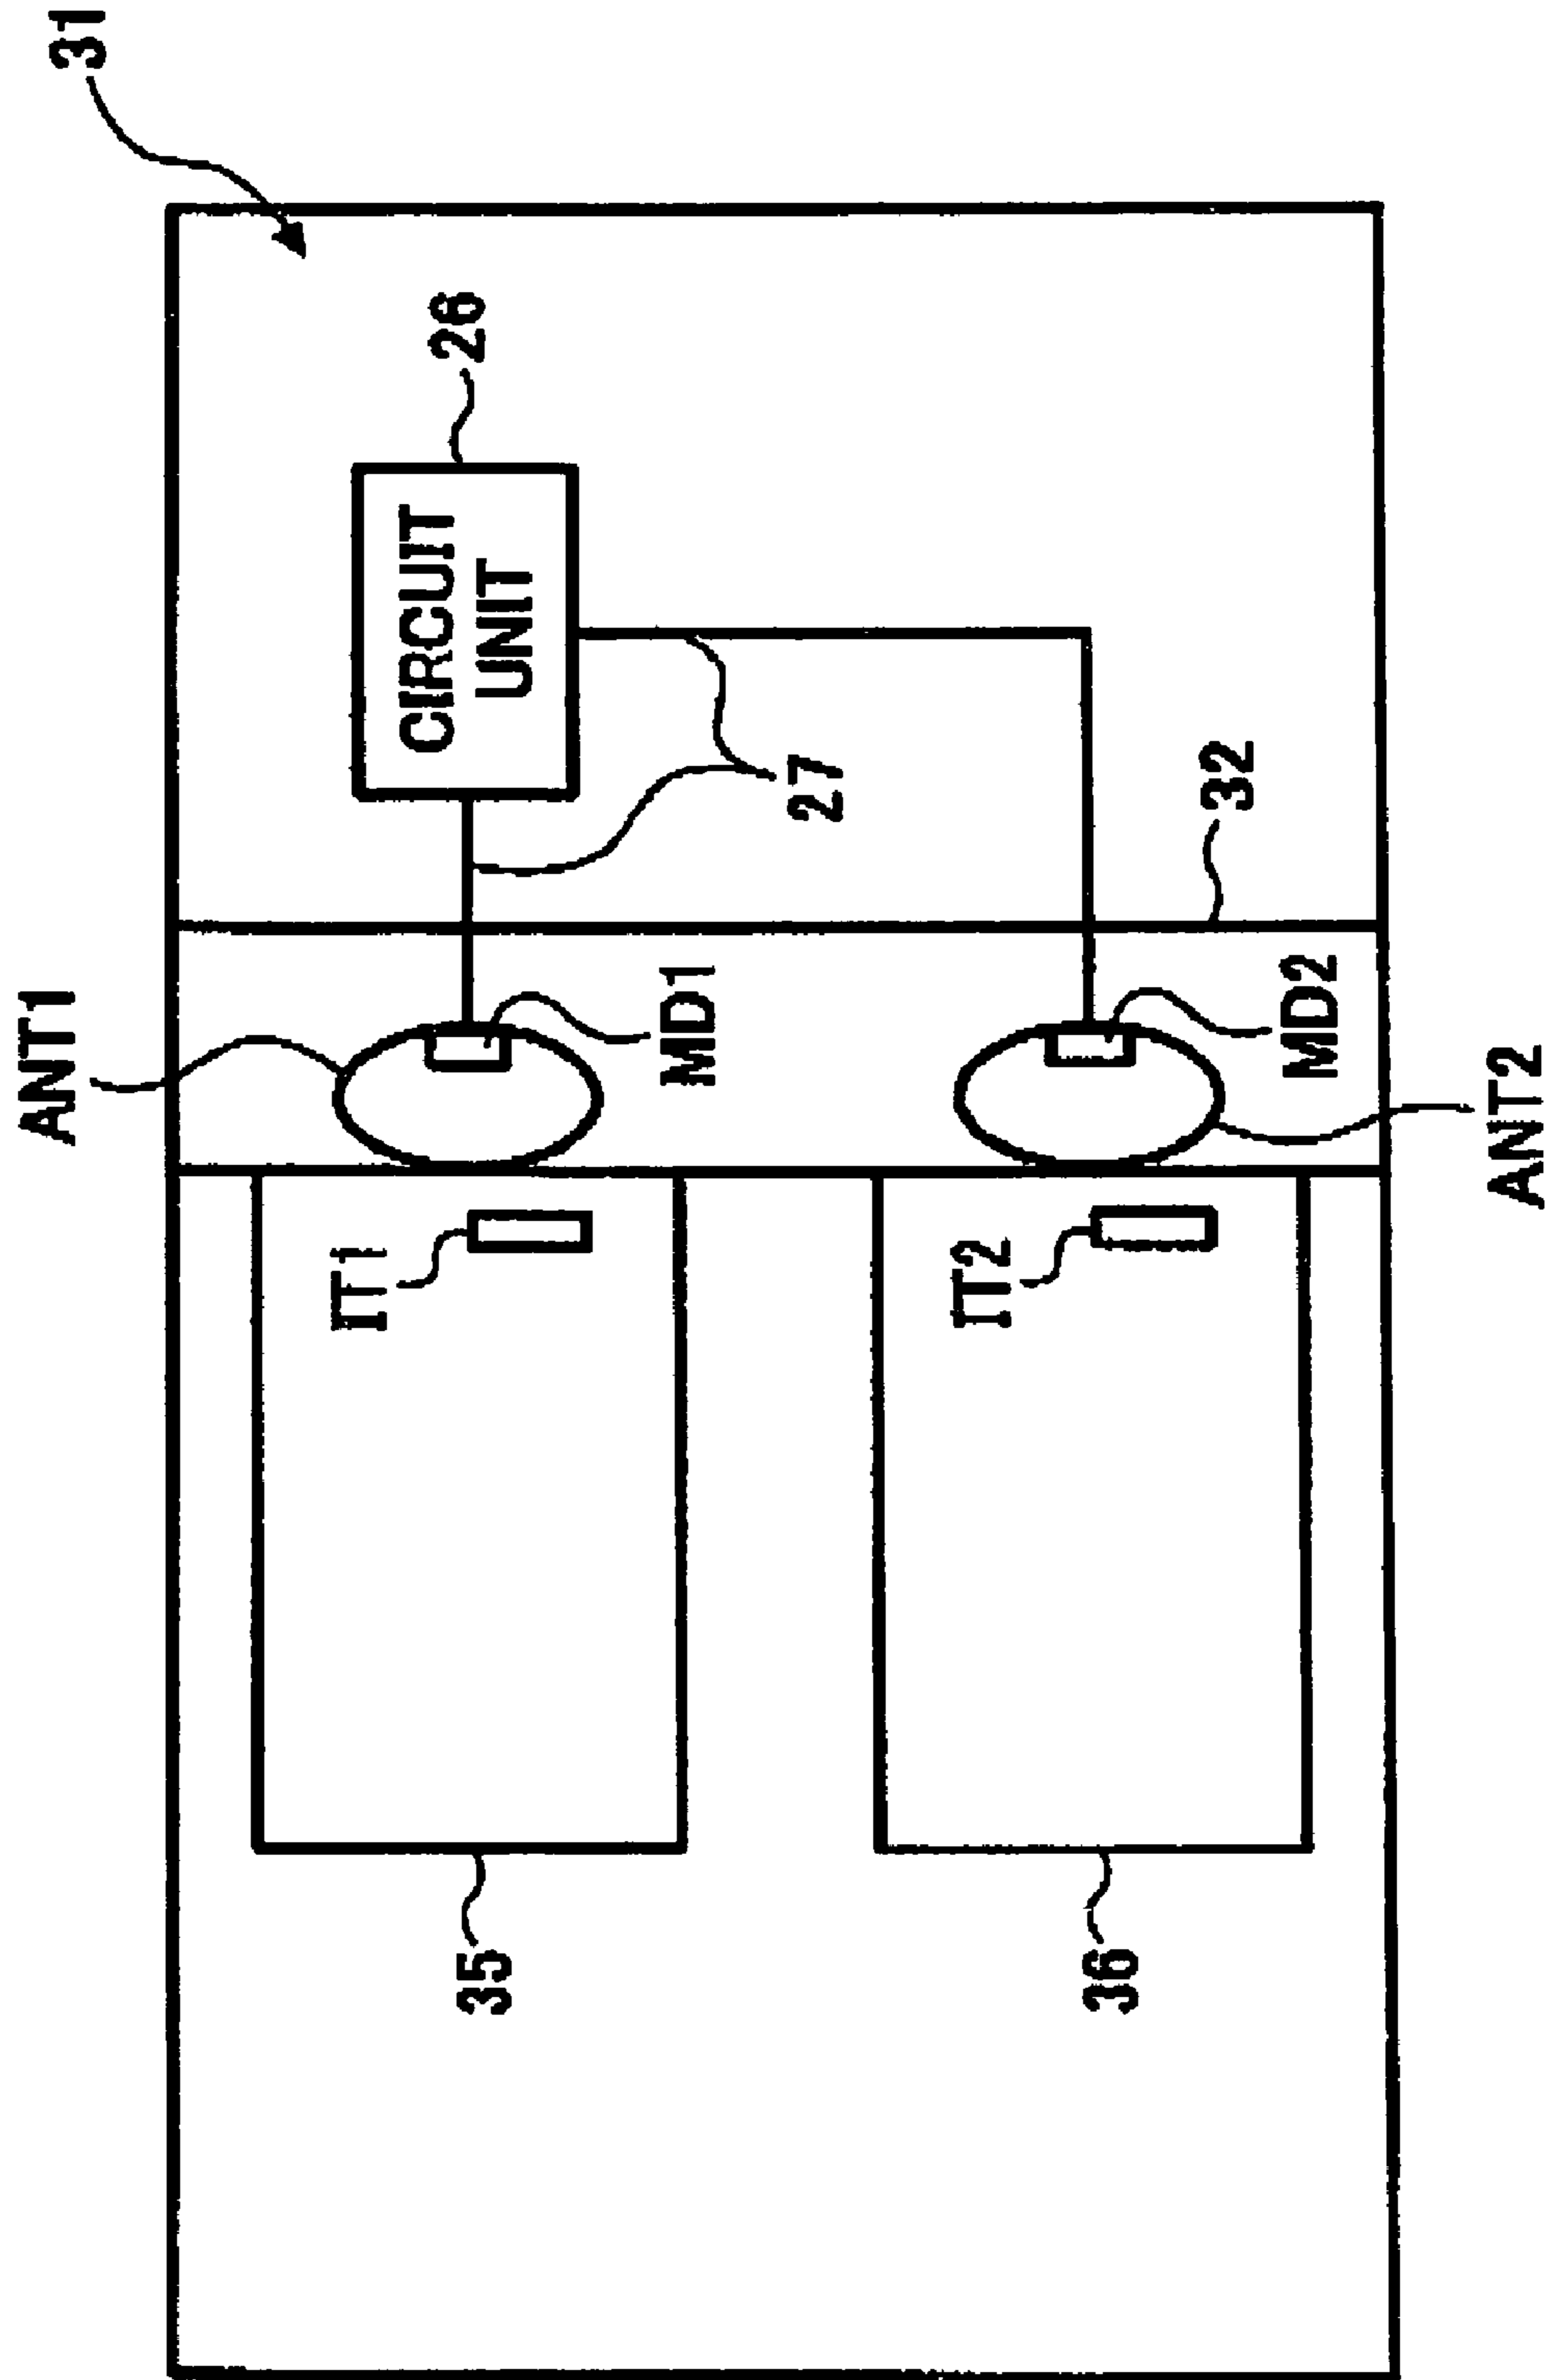 ANT1
31
IT1
26
CIRCUIT
UNIT
35
MD1
27
IT2
36
32
MD2
ANT2